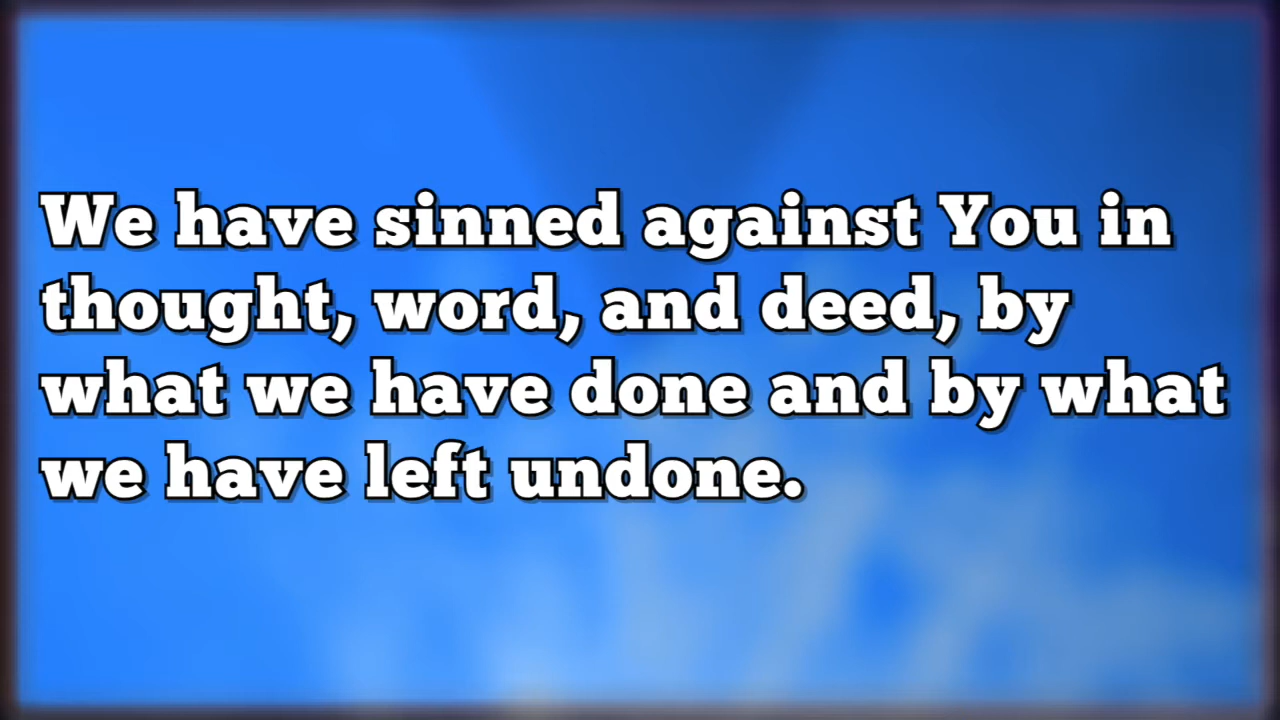 We have sinned against You in
thought, word, and deed, by
what we have done and by what
we have left undone.